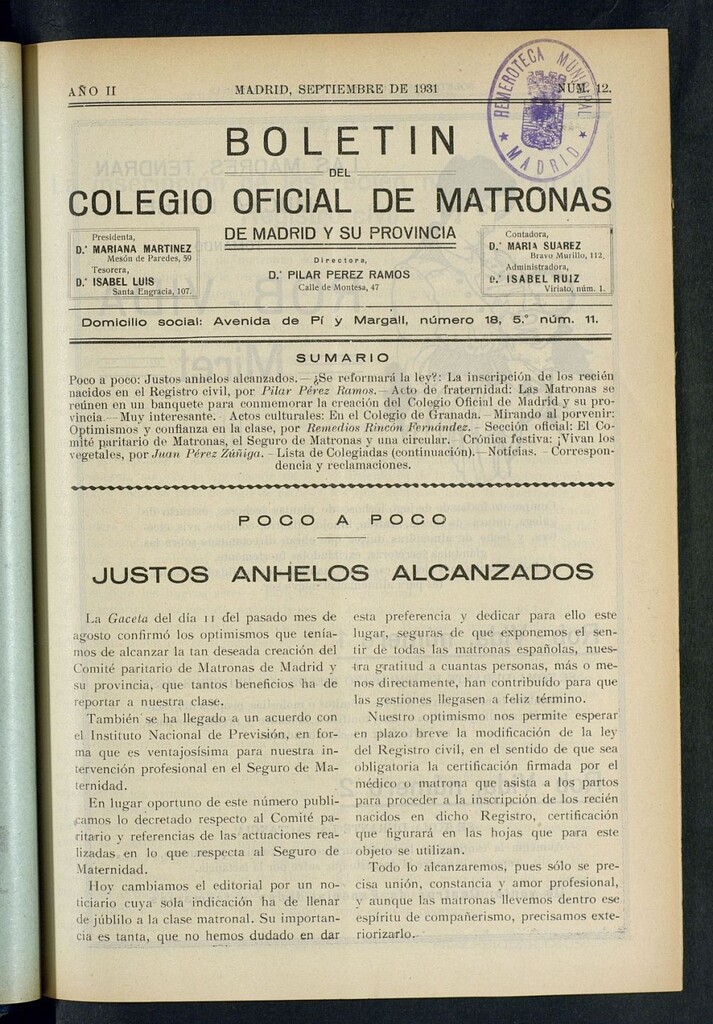 AÑO II MADRID, SEPTIEMBRE DE 1931 NÚM. 12.
HEMEROTECA MUNICIPAL
★ MADRID ★
BOLETIN
DEL
COLEGIO OFICIAL DE MATRONAS
DE MADRID Y SU PROVINCIA
Presidenta,
D.ª MARIANA MARTINEZ
Mesón de Paredes, 59
Tesorera,
D.ª ISABEL LUIS
Santa Engracia, 107.
Directora,
D.ª PILAR PEREZ RAMOS
Calle de Montesa, 47
Contadora,
D.ª MARIA SUAREZ
Bravo Murillo, 112.
Administradora,
D.ª ISABEL RUIZ
Viriato, núm. 1.
Domicilio social: Avenida de Pí y Margall, número 18, 5.º núm. 11.
SUMARIO
Poco a poco: Justos anhelos alcanzados.—¿Se reformará la ley?: La inscripción de los recién
nacidos en el Registro civil, por Pilar Pérez Ramos.—Acto de fraternidad: Las Matronas se
reúnen en un banquete para conmemorar la creación del Colegio Oficial de Madrid y su pro-
vincia.—Muy interesante.—Actos culturales: En el Colegio de Granada.—Mirando al porvenir:
Optimismos y confianza en la clase, por Remedios Rincón Fernández.—Sección oficial: El Co-
mité paritario de Matronas, el Seguro de Matronas y una circular.—Crónica festiva: ¡Vivan los
vegetales, por Juan Pérez Zúñiga.—Lista de Colegiadas (continuación).—Noticias.—Correspon-
dencia y reclamaciones.
POCO A POCO
JUSTOS ANHELOS ALCANZADOS
La Gaceta del día 11 del pasado mes de
agosto confirmó los optimismos que tenía-
mos de alcanzar la tan deseada creación del
Comité paritario de Matronas de Madrid y
su provincia, que tantos beneficios ha de
reportar a nuestra clase.
También se ha llegado a un acuerdo con
el Instituto Nacional de Previsión, en for-
ma que es ventajosísima para nuestra in-
tervención profesional en el Seguro de Ma-
ternidad.
En lugar oportuno de este número publi-
camos lo decretado respecto al Comité pa-
ritario y referencias de las actuaciones rea-
lizadas en lo que respecta al Seguro de
Maternidad.
Hoy cambiamos el editorial por un no-
ticiario cuya sola indicación ha de llenar
de júblilo a la clase matronal. Su importan-
cia es tanta, que no hemos dudado en dar
esta preferencia y dedicar para ello este
lugar, seguras de que exponemos el sen-
tir de todas las matronas españolas, nues-
tra gratitud a cuantas personas, más o me-
nos directamente, han contribuído para que
las gestiones llegasen a feliz término.
Nuestro optimismo nos permite esperar
en plazo breve la modificación de la ley
del Registro civil, en el sentido de que sea
obligatoria la certificación firmada por el
médico o matrona que asista a los partos
para proceder a la inscripción de los recién
nacidos en dicho Registro, certificación
que figurará en las hojas que para este
objeto se utilizan.
Todo lo alcanzaremos, pues sólo se pre-
cisa unión, constancia y amor profesional,
y aunque las matronas llevemos dentro ese
espíritu de compañerismo, precisamos exte-
riorizarlo.